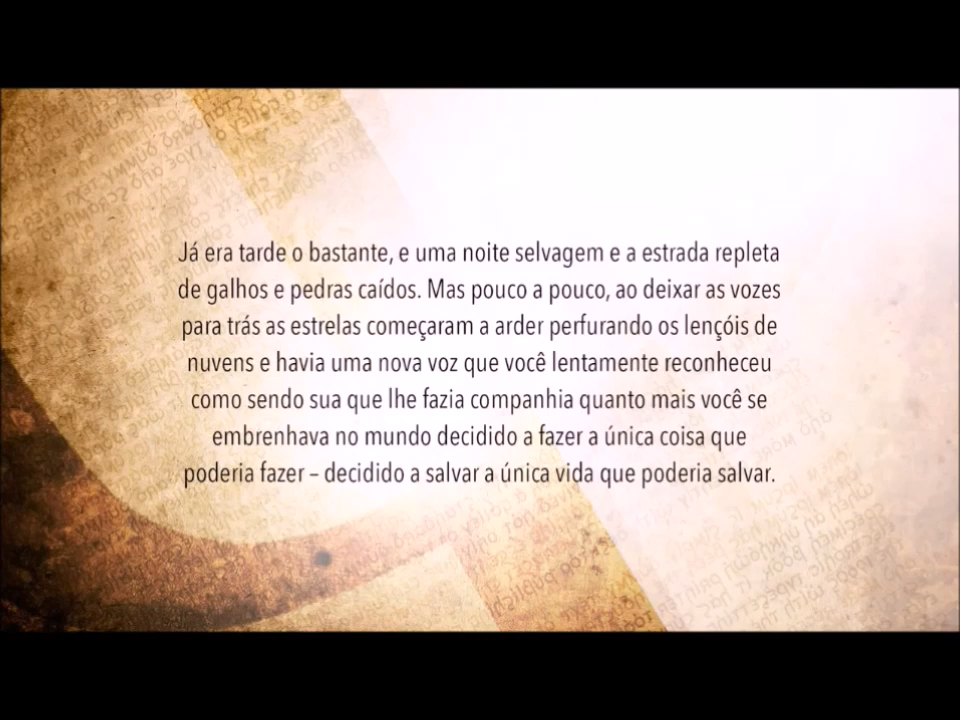 Já era tarde o bastante, e uma noite selvagem e a estrada repleta
de galhos e pedras caídos. Mas pouco a pouco, ao deixar as vozes
para trás as estrelas começaram a arder perfurando os lençóis de
nuvens e havia uma nova voz que você lentamente reconheceu
como sendo sua que lhe fazia companhia quanto mais você se
embrenhava no mundo decidido a fazer a única coisa que
poderia fazer – decidido a salvar a única vida que poderia salvar.